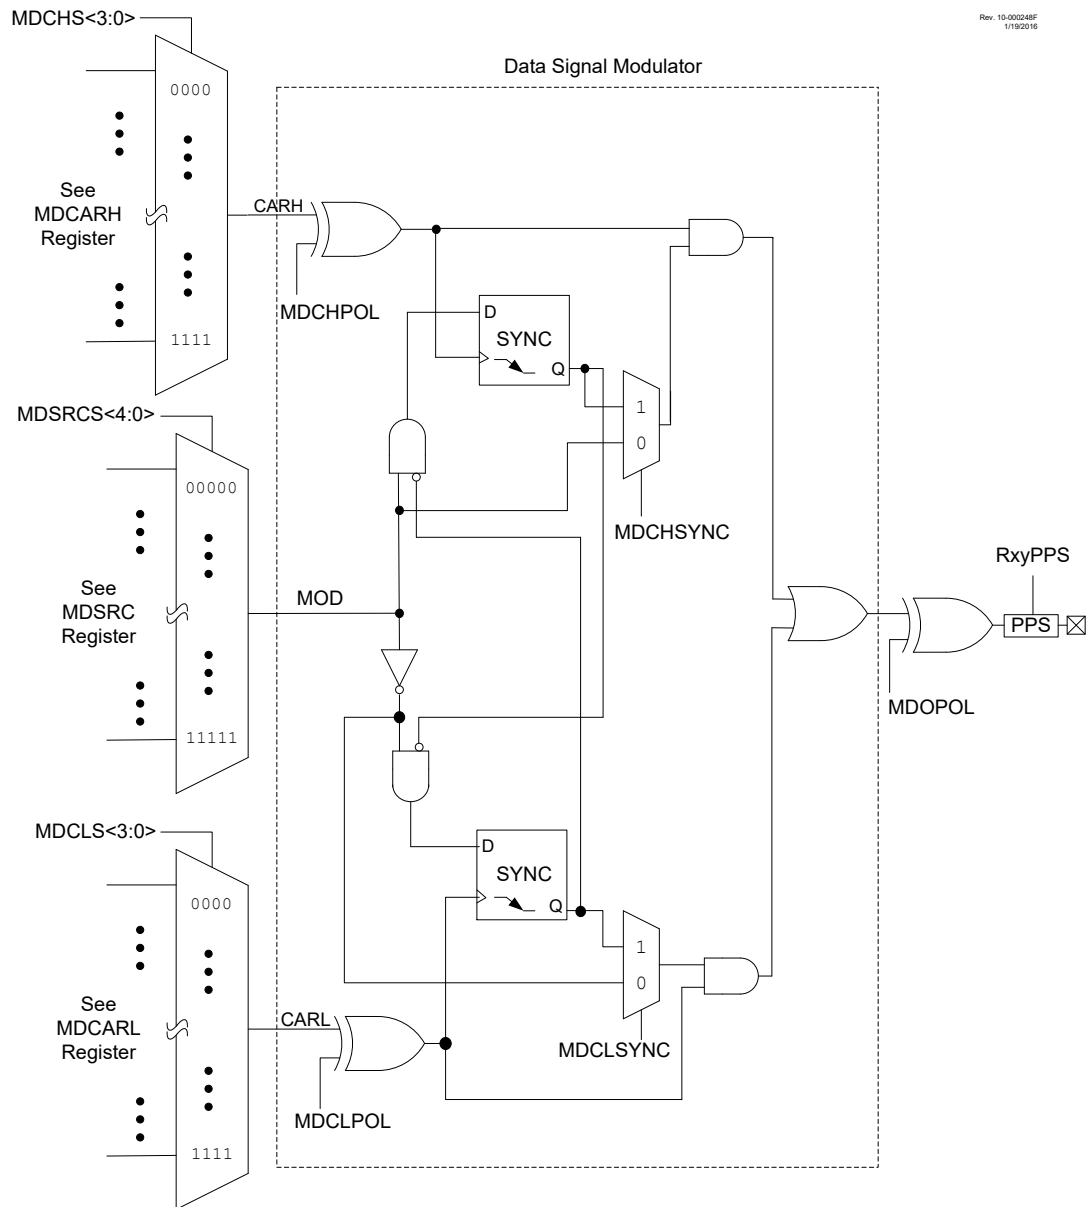 Rev. 10-000248F
1/19/2016
MDCHS<3:0>
0000
See
MDCARH
Register
1111
Data Signal Modulator
CARH
MDCHPOL
D
SYNC
Q
1
0
MDCHSYNC
MDSRCS<4:0>
00000
See
MDSRC
Register
11111
MOD
RxyPPS
PPS
MDOPOL
MDCLS<3:0>
0000
See
MDCARL
Register
1111
D
SYNC
Q
1
0
MDCLSYNC
CARL
MDCLPOL